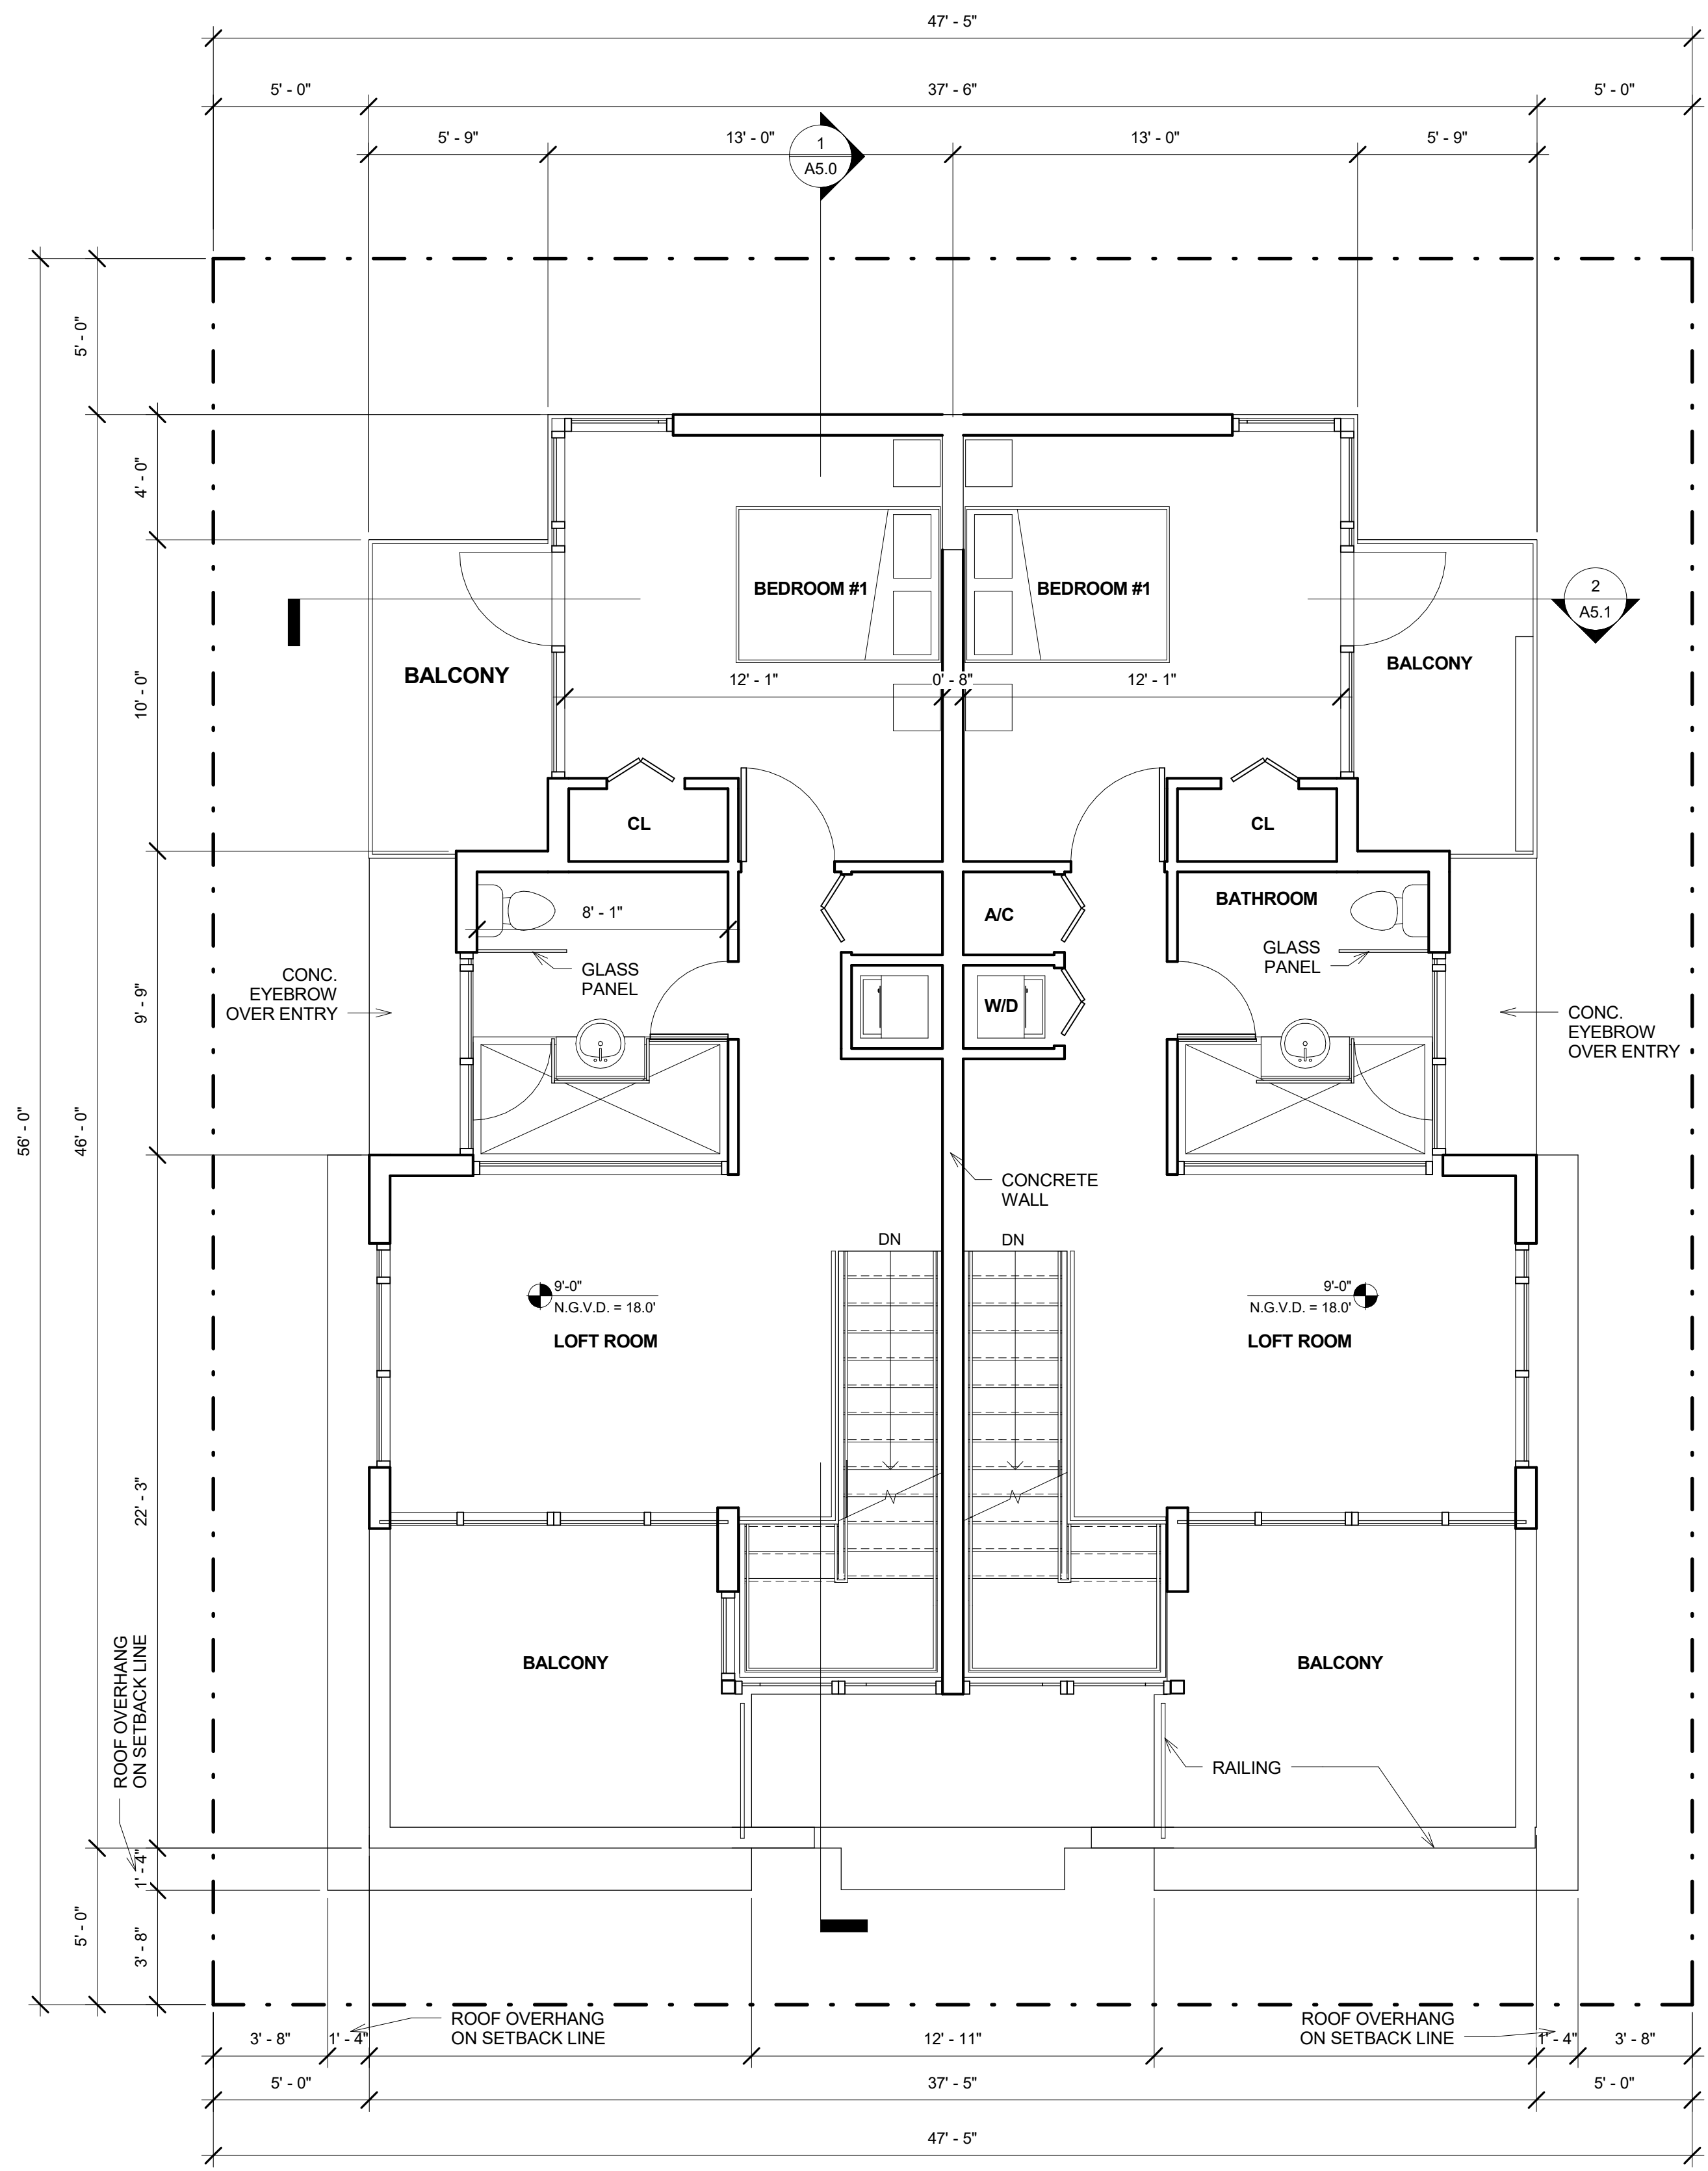 47' - 5"
5' - 0"
37' - 6"
5' - 0"
5' - 9"
13' - 0"
13' - 0"
5' - 9"
1
A5.0
5' - 0"
4' - 0"
BEDROOM #1
BEDROOM #1
2
A5.1
BALCONY
BALCONY
10' - 0"
12' - 1"
0' - 8"
12' - 1"
CL
CL
BATHROOM
8' - 1"
A/C
GLASS
PANEL
GLASS
PANEL
CONC.
EYEBROW
OVER ENTRY
9' - 9"
W/D
CONC.
EYEBROW
OVER ENTRY
56' - 0"
46' - 0"
CONCRETE
WALL
DN
DN
9'-0"
N.G.V.D. = 18.0'
LOFT ROOM
9'-0"
N.G.V.D. = 18.0'
LOFT ROOM
22' - 3"
BALCONY
BALCONY
ROOF OVERHANG
ON SETBACK LINE
RAILING
1' - 4"
5' - 0"
3' - 8"
ROOF OVERHANG
ON SETBACK LINE
ROOF OVERHANG
ON SETBACK LINE
3' - 8"
1' - 4"
12' - 11"
1' - 4"
3' - 8"
5' - 0"
37' - 5"
5' - 0"
47' - 5"